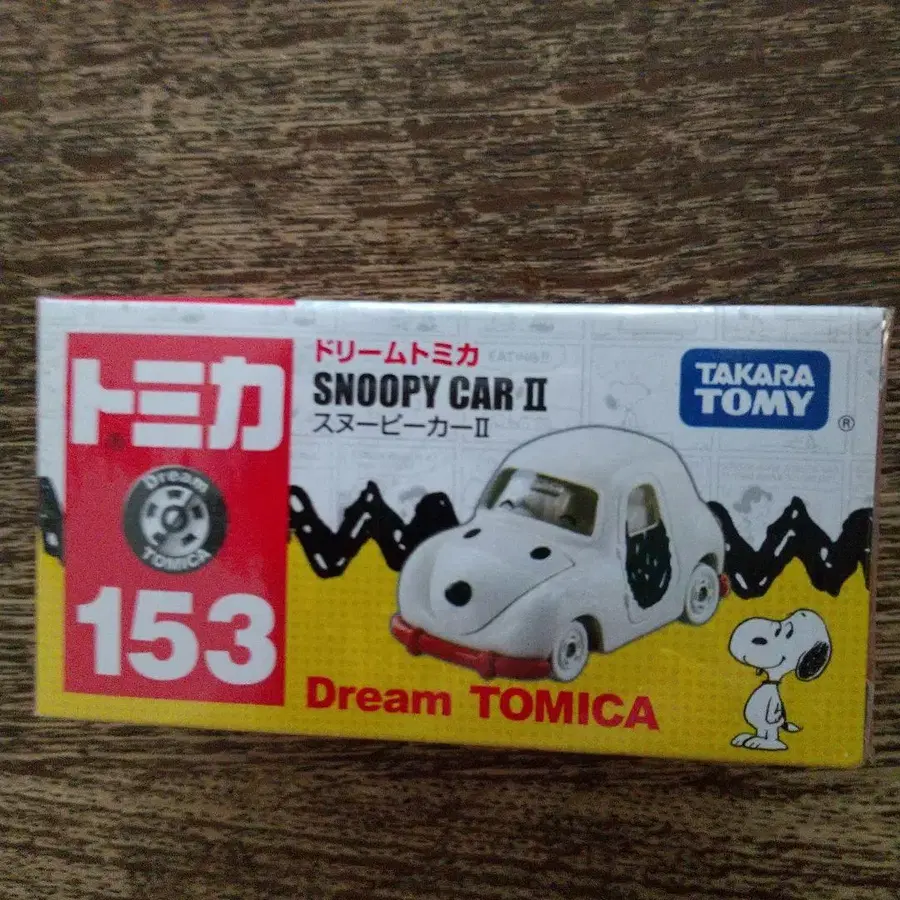 トミカ
Dream
TOMICA
153
ドリームトミカ
EATING!!
SNOOPY CAR II
スヌーピーカーII
TAKARA
TOMY
®
Dream TOMICA